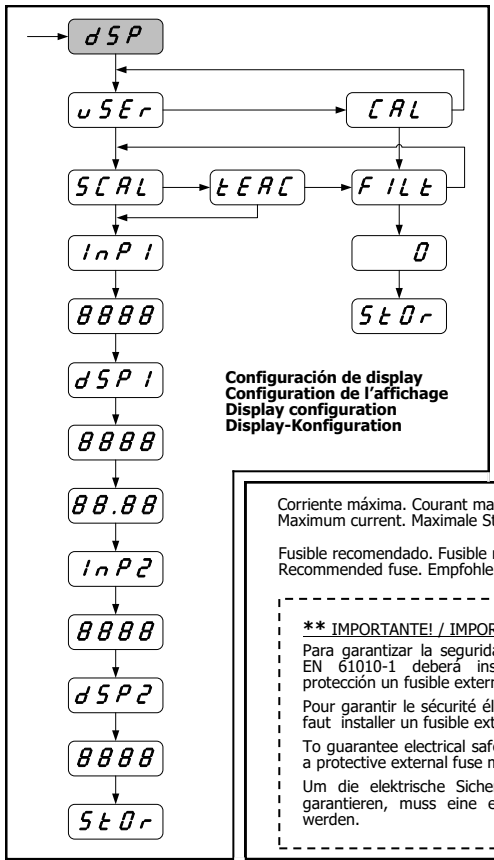 dSP
uSEr CAL
SCAL tEAC FILt
InP1 0
8888 StOr
dSP1
Configuración de display
Configuration de l'affichage
Display configuration
Display-Konfiguration
8888
88.88
InP2
8888
dSP2
8888
StOr
Corriente máxima. Courant ma
Maximum current. Maximale St
Fusible recomendado. Fusible r
Recommended fuse. Empfohle
** IMPORTANTE! / IMPOR
Para garantizar la segurida
EN 61010-1 deberá ins
protección un fusible extern
Pour garantir le sécurité él
faut installer un fusible ext
To guarantee electrical safe
a protective external fuse m
Um die elektrische Siche
garantieren, muss eine e
werden.